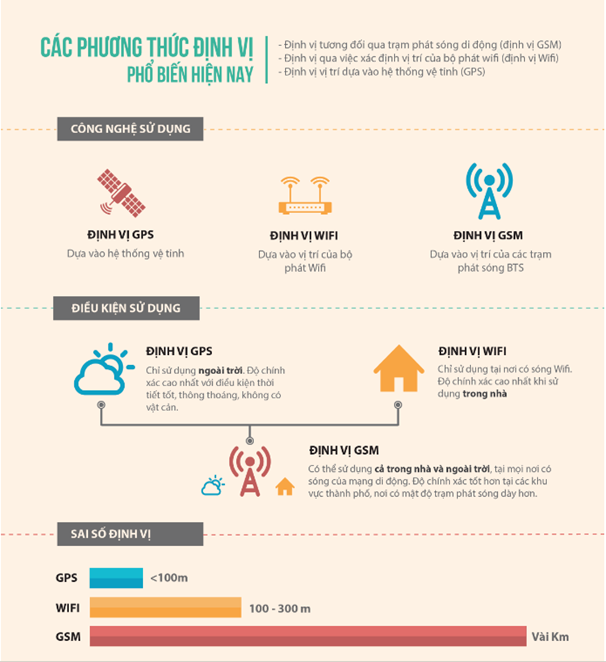 CÁC PHƯƠNG THỨC ĐỊNH VỊ
PHỔ BIẾN HIỆN NAY
- Định vị tương đối qua trạm phát sóng di động (định vị GSM)
- Định vị qua việc xác định vị trí của bộ phát wifi (định vị Wifi)
- Định vị vị trí dựa vào hệ thống vệ tinh (GPS)
CÔNG NGHỆ SỬ DỤNG
ĐỊNH VỊ GPS
Dựa vào hệ thống vệ tinh
ĐỊNH VỊ WIFI
Dựa vào vị trí của bộ
phát Wifi
ĐỊNH VỊ GSM
Dựa vào vị trí của các trạm
phát sóng BTS
ĐIỀU KIỆN SỬ DỤNG
ĐỊNH VỊ GPS
Chỉ sử dụng ngoài trời. Độ chính
xác cao nhất với điều kiện thời
tiết tốt, thông thoáng, không có
vật cản.
ĐỊNH VỊ WIFI
Chỉ sử dụng tại nơi có sóng Wifi.
Độ chính xác cao nhất khi sử
dụng trong nhà
ĐỊNH VỊ GSM
Có thể sử dụng cả trong nhà và ngoài trời, tại mọi nơi có
sóng của mạng di động. Độ chính xác tốt hơn tại các khu
vực thành phố, nơi có mật độ trạm phát sóng dày hơn.
SAI SỐ ĐỊNH VỊ
GPS <100m
WIFI 100 - 300 m
GSM Vài Km